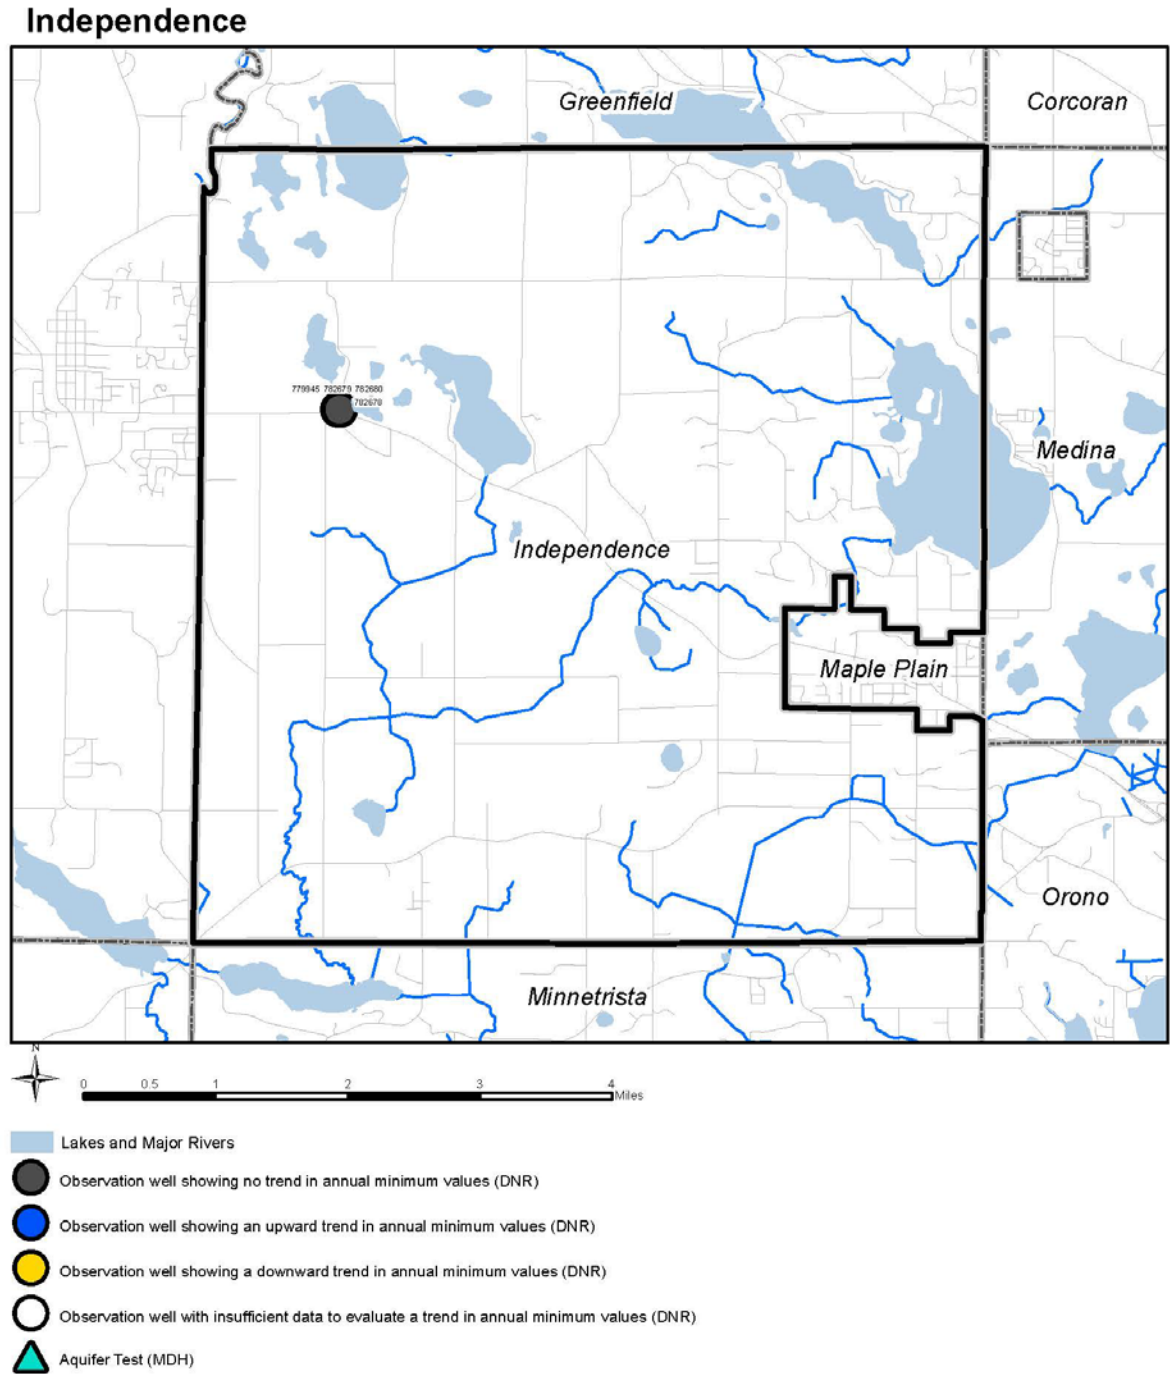 Independence
Greenfield
Corcoran
779945 782679 782680
782678
Medina
Independence
Maple Plain
Orono
Minnetrista
N
0 0.5 1 2 3 4
Miles
Lakes and Major Rivers
Observation well showing no trend in annual minimum values (DNR)
Observation well showing an upward trend in annual minimum values (DNR)
Observation well showing a downward trend in annual minimum values (DNR)
Observation well with insufficient data to evaluate a trend in annual minimum values (DNR)
Aquifer Test (MDH)